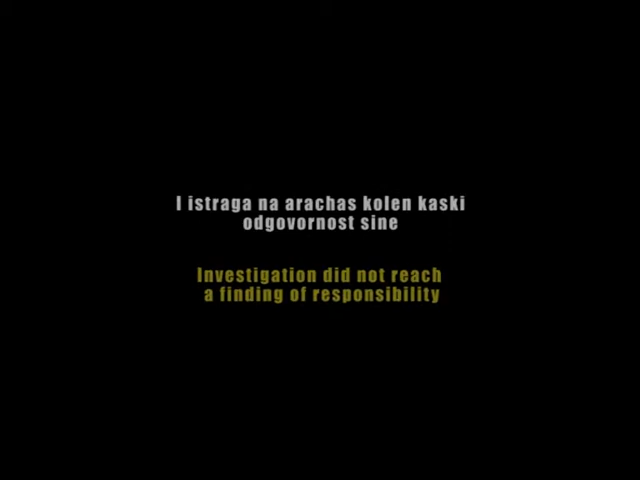 I istraga na arachas kolen kaski
odgovornost sine
Investigation did not reach
a finding of responsibility